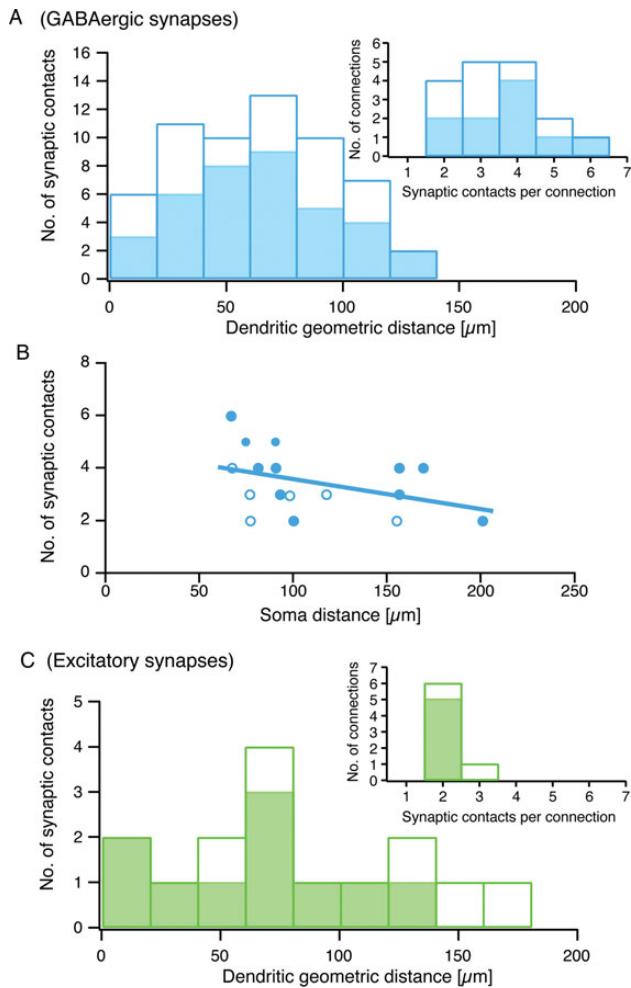 A (GABAergic synapses)
No. of synaptic contacts
16
14
12
10
8
6
4
2
0
0 50 100 150 200
Dendritic geometric distance [µm]
No. of connections
6
5
4
3
2
1
0
1 2 3 4 5 6 7
Synaptic contacts per connection
B
No. of synaptic contacts
8
6
4
2
0
0 50 100 150 200 250
Soma distance [µm]
C (Excitatory synapses)
No. of synaptic contacts
5
4
3
2
1
0
0 50 100 150 200
Dendritic geometric distance [µm]
No. of connections
7
6
5
4
3
2
1
0
1 2 3 4 5 6 7
Synaptic contacts per connection